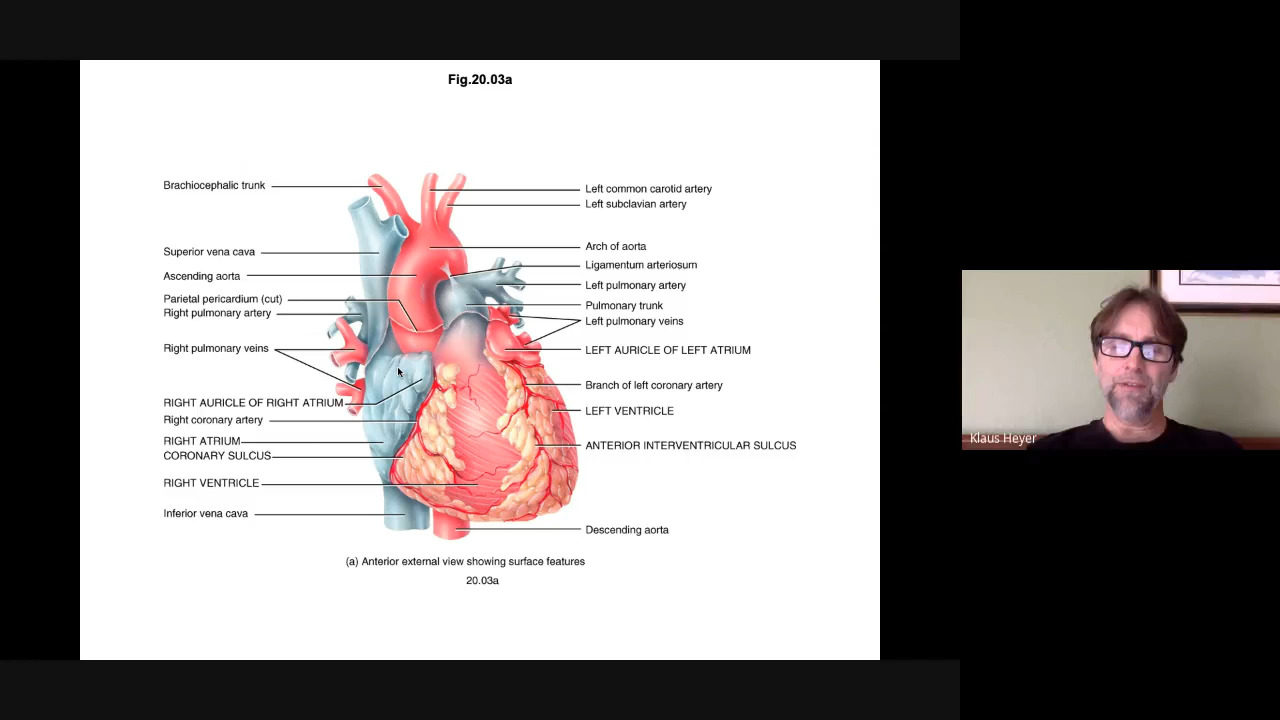 Fig.20.03a
Brachiocephalic trunk
Superior vena cava
Ascending aorta
Parietal pericardium (cut)
Right pulmonary artery
Right pulmonary veins
RIGHT AURICLE OF RIGHT ATRIUM
Right coronary artery
RIGHT ATRIUM
CORONARY SULCUS
RIGHT VENTRICLE
Inferior vena cava
Left common carotid artery
Left subclavian artery
Arch of aorta
Ligamentum arteriosum
Left pulmonary artery
Pulmonary trunk
Left pulmonary veins
LEFT AURICLE OF LEFT ATRIUM
Branch of left coronary artery
LEFT VENTRICLE
ANTERIOR INTERVENTRICULAR SULCUS
Descending aorta
(a) Anterior external view showing surface features
20.03a
Klaus Heyer